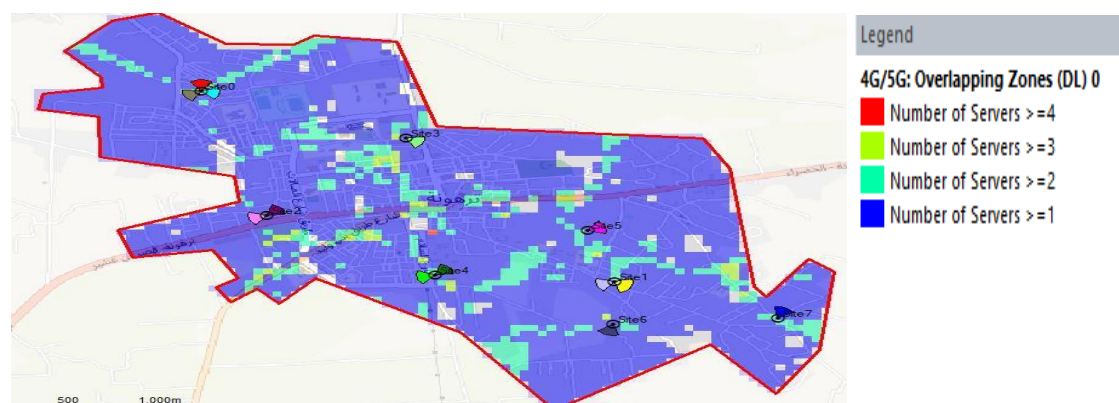 Site0
Site3
Site2
Site5
Site4
Site1
Site6
Site7
500 1,000m
Legend
4G/5G: Overlapping Zones (DL) 0
Number of Servers >=4
Number of Servers >=3
Number of Servers >=2
Number of Servers >=1